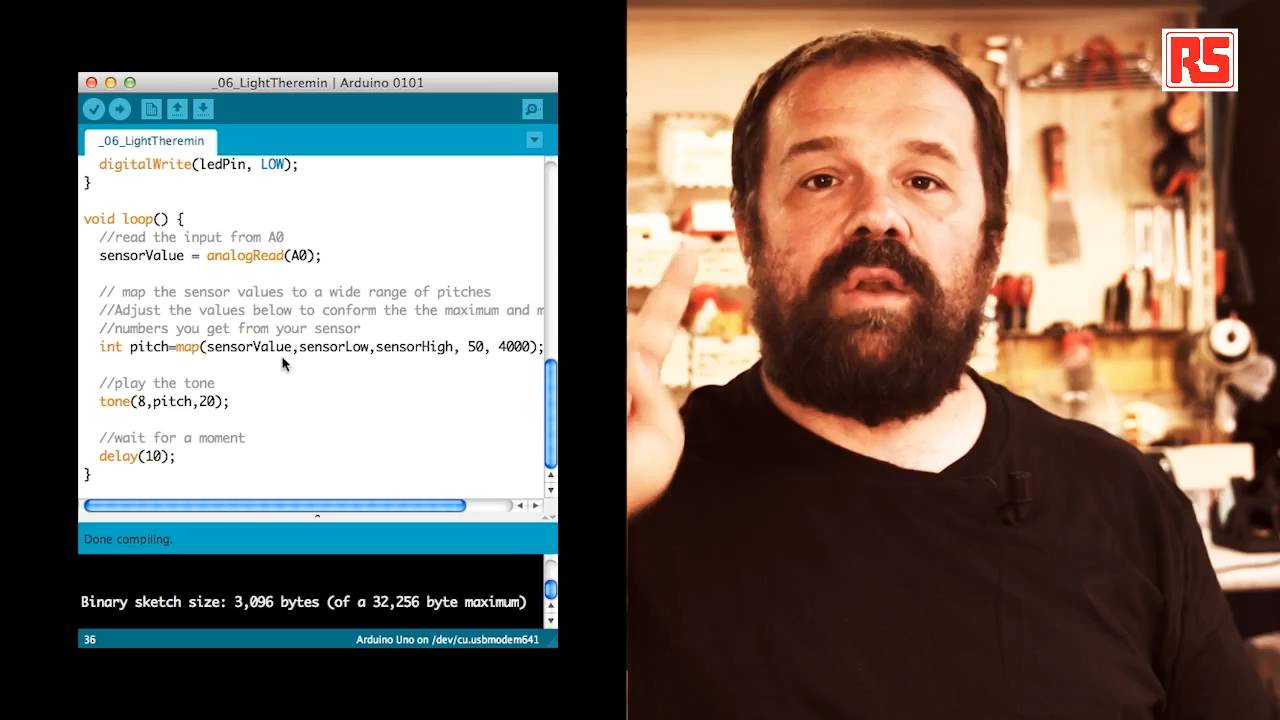 _06_LightTheremin | Arduino 0101
_06_LightTheremin
digitalWrite(ledPin, LOW);
}
void loop() {
//read the input from A0
sensorValue = analogRead(A0);
// map the sensor values to a wide range of pitches
//Adjust the values below to conform the the maximum and m
//numbers you get from your sensor
int pitch=map(sensorValue,sensorLow,sensorHigh, 50, 4000);
//play the tone
tone(8,pitch,20);
//wait for a moment
delay(10);
}
Done compiling.
Binary sketch size: 3,096 bytes (of a 32,256 byte maximum)
36
Arduino Uno on /dev/cu.usbmodem641
RS